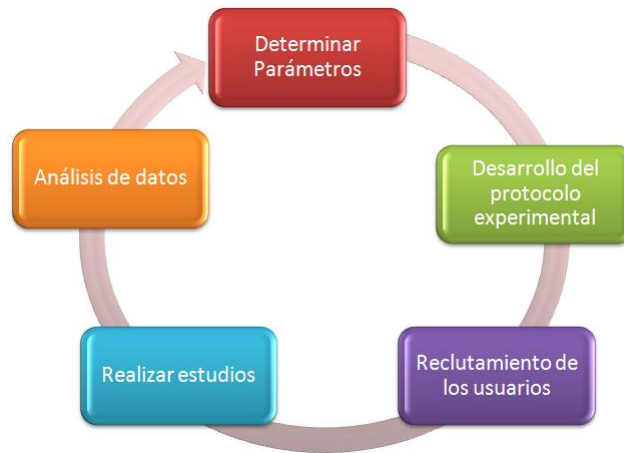 Determinar
Parámetros
Desarrollo del
protocolo
experimental
Reclutamiento de
los usuarios
Realizar estudios
Análisis de datos